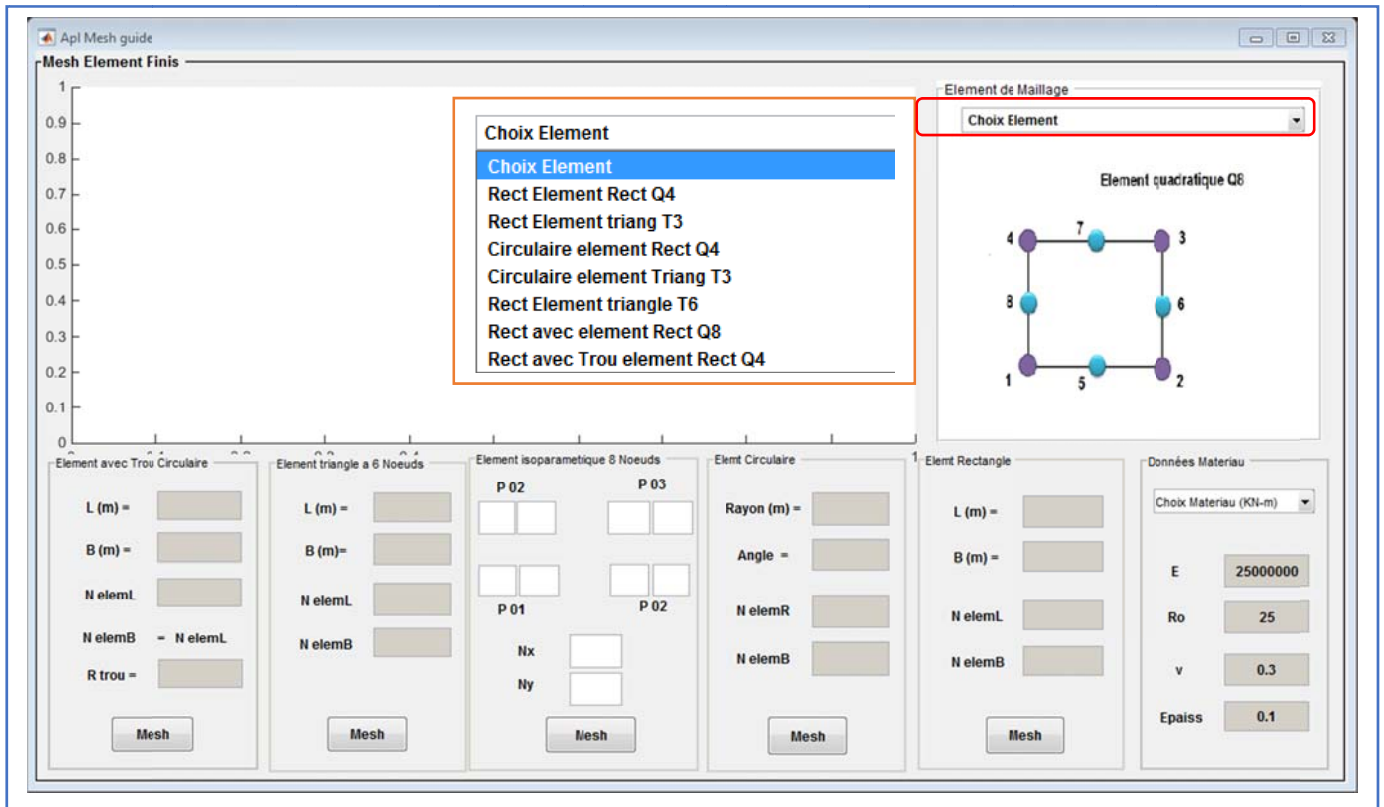 Apl Mesh guide
Mesh Element Finis
1
0.9
0.8
0.7
0.6
0.5
0.4
0.3
0.2
0.1
0
1
Choix Element
Choix Element
Rect Element Rect Q4
Rect Element triang T3
Circulaire element Rect Q4
Circulaire element Triang T3
Rect Element triangle T6
Rect avec element Rect Q8
Rect avec Trou element Rect Q4
Element de Maillage
Choix Element
Element quadratique Q8
4 7 3
8 6
1 5 2
Element avec Trou Circulaire
L (m) =
B (m) =
N elemL
N elemB = N elemL
R trou =
Mesh
Element triangle a 6 Noeuds
L (m) =
B (m)=
N elemL
N elemB
Mesh
Element isoparametique 8 Noeuds
P 02 P 03
P 01 P 02
Nx
Ny
Mesh
Elemt Circulaire
Rayon (m) =
Angle =
N elemR
N elemB
Mesh
Elemt Rectangle
L (m) =
B (m) =
N elemL
N elemB
Mesh
Données Materiau
Choix Materiau (KN-m)
E 25000000
Ro 25
v 0.3
Epaiss 0.1